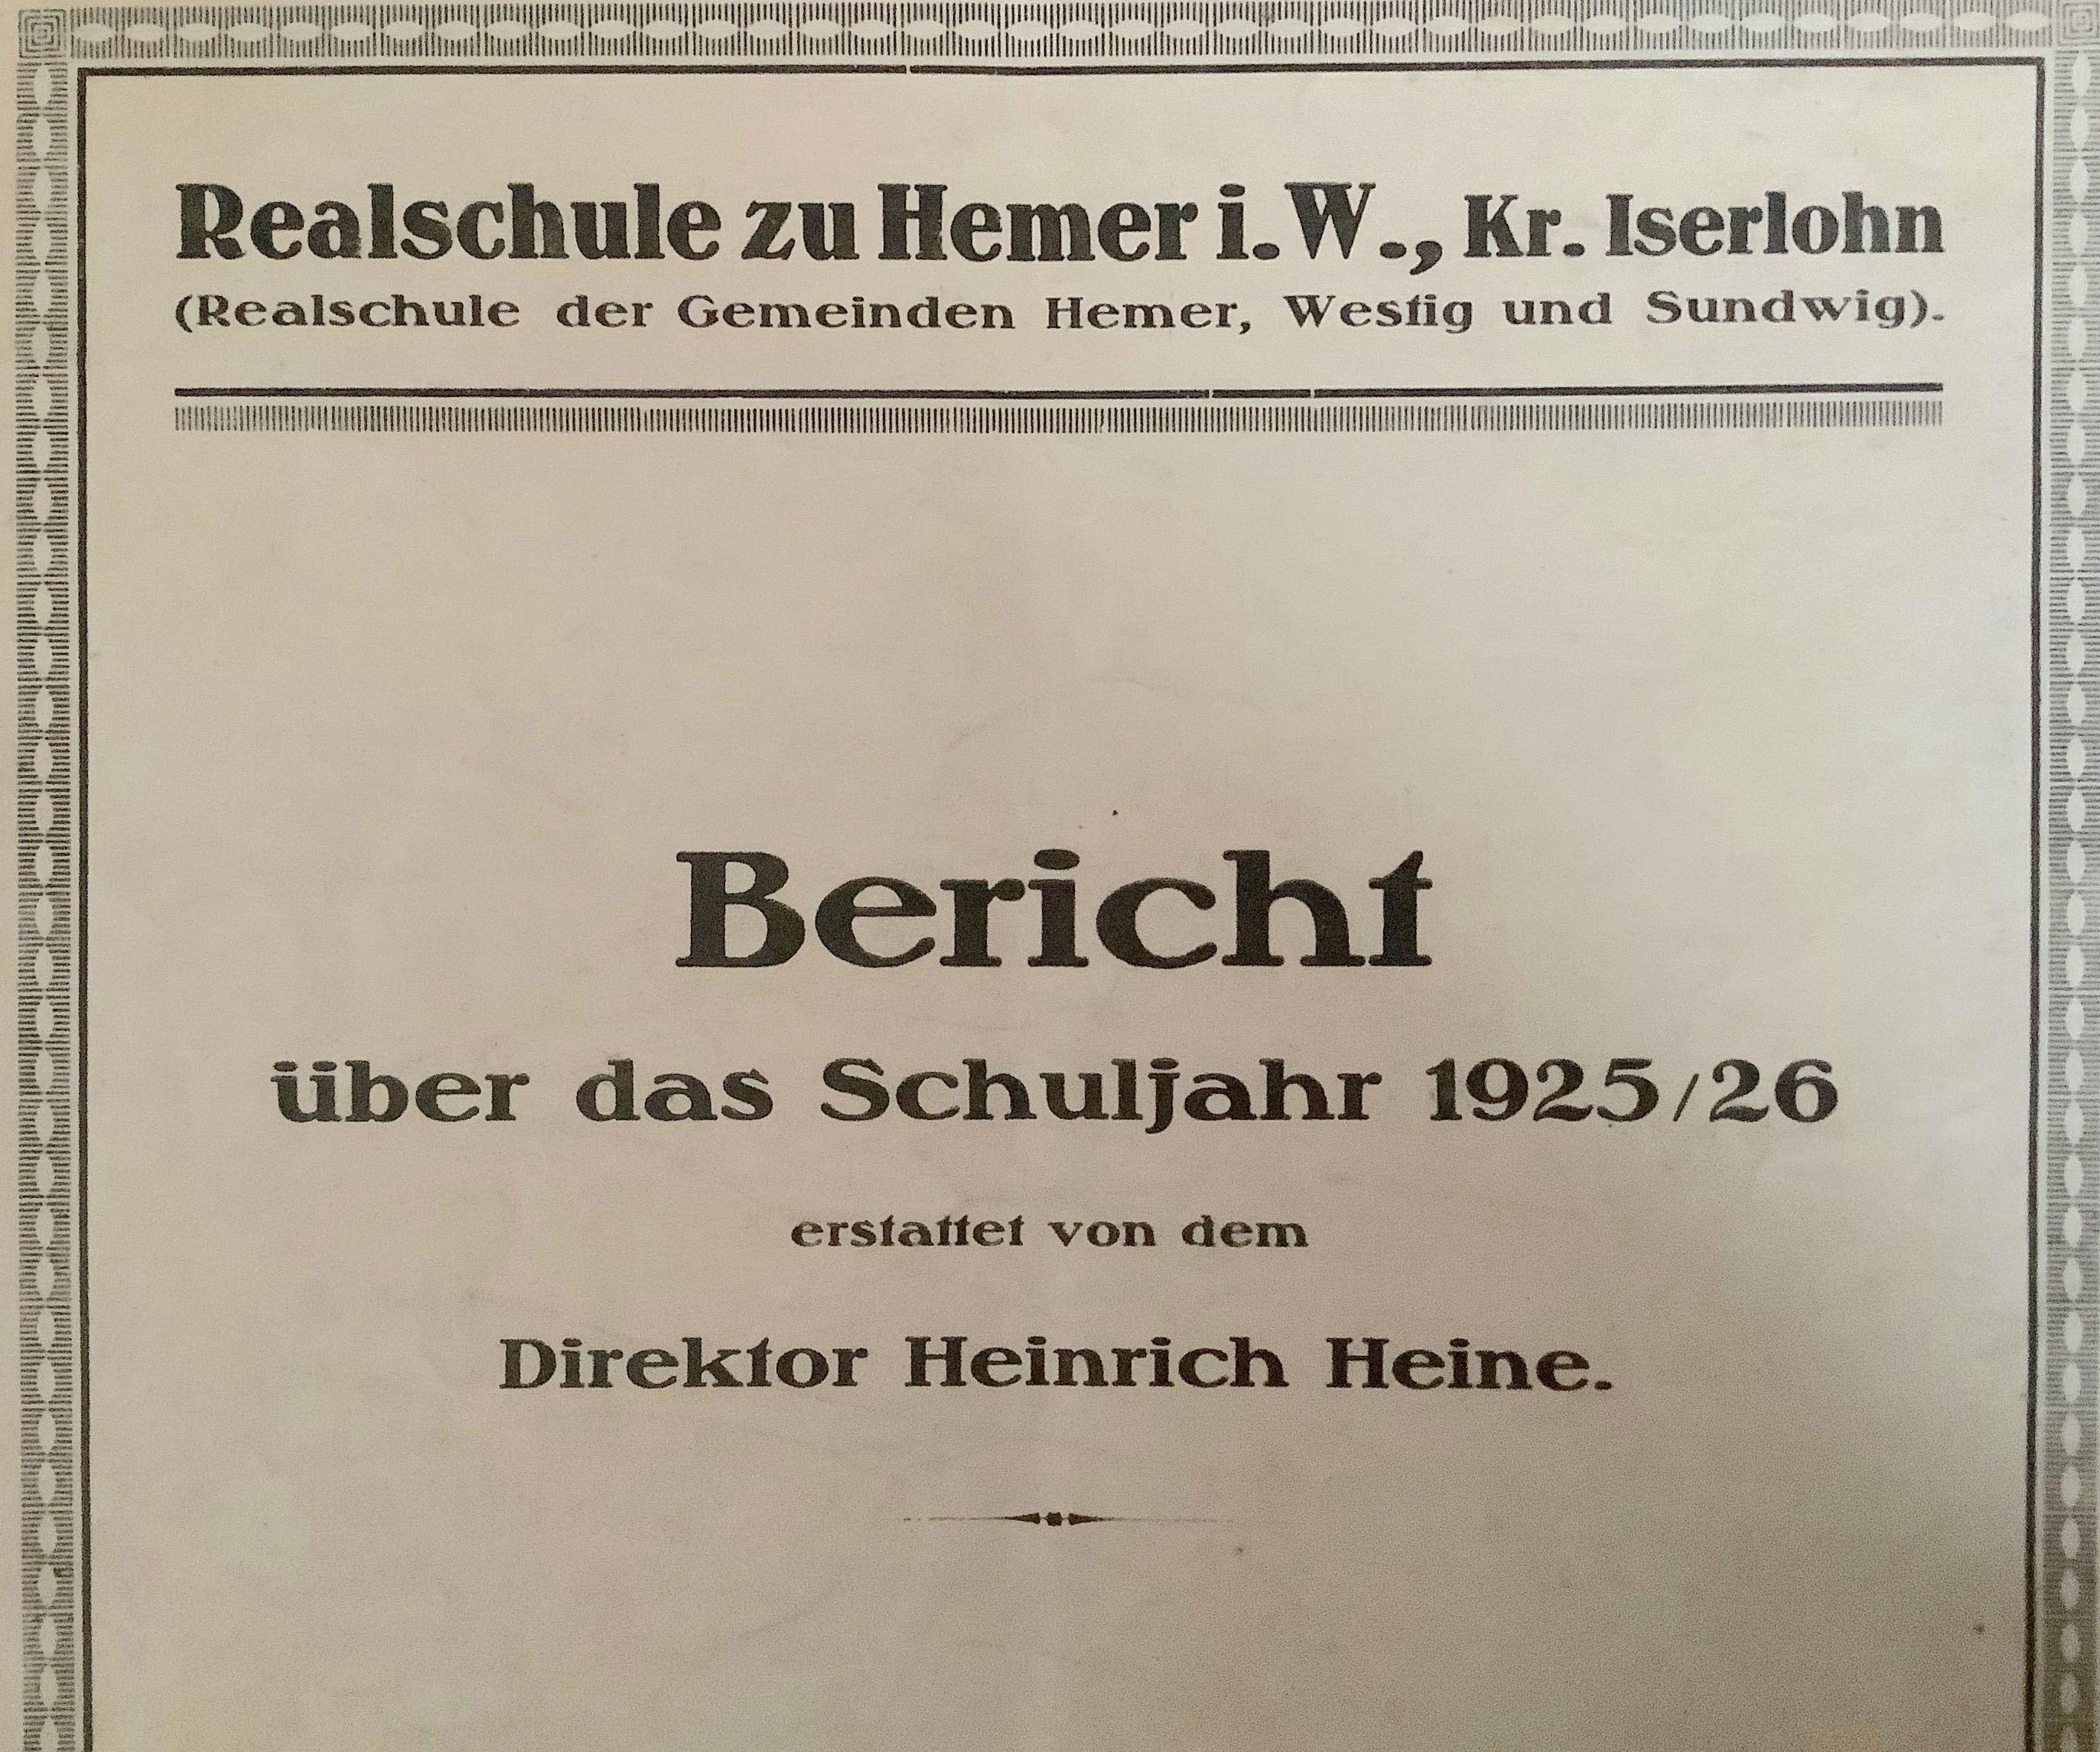 Realschule zu Hemer i. W., Kr. Iserlohn
(Realschule der Gemeinden Hemer, Westig und Sundwig).
Bericht
über das Schuljahr 1925/26
erstattet von dem
Direktor Heinrich Heine.